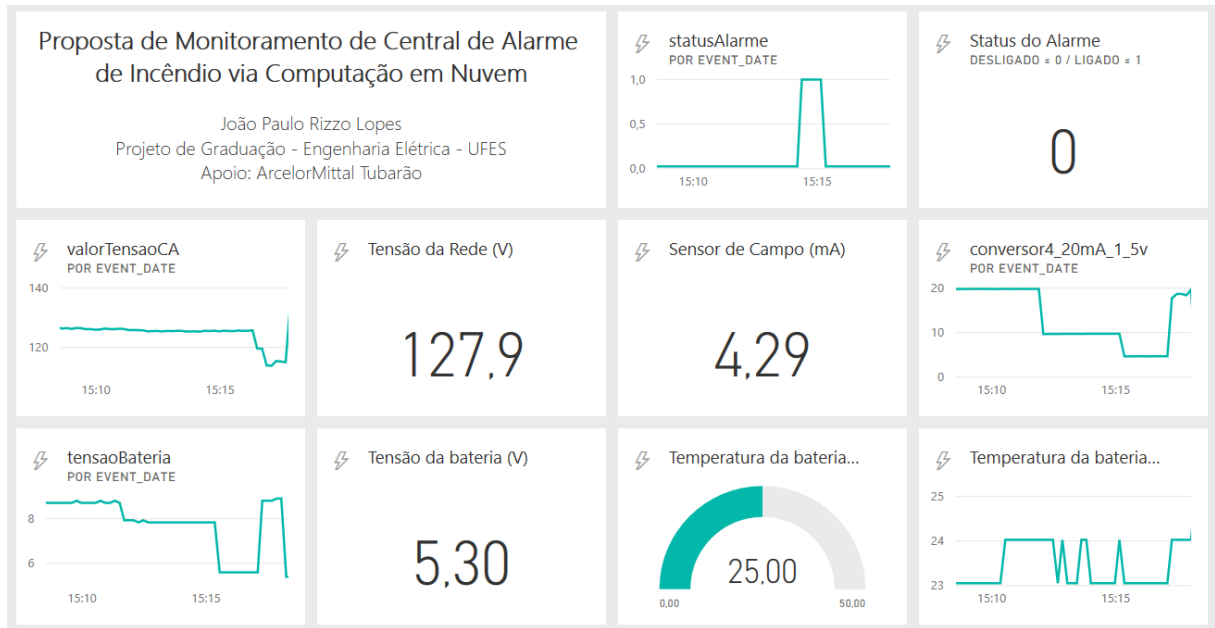 Proposta de Monitoramento de Central de Alarme
de Incêndio via Computação em Nuvem
João Paulo Rizzo Lopes
Projeto de Graduação - Engenharia Elétrica - UFES
Apoio: ArcelorMittal Tubarão
statusAlarme
POR EVENT_DATE
1,0
0,5
0,0
15:10 15:15
Status do Alarme
DESLIGADO = 0 / LIGADO = 1
0
valorTensaoCA
POR EVENT_DATE
140
120
15:10 15:15
Tensão da Rede (V)
127,9
Sensor de Campo (mA)
4,29
conversor4_20mA_1_5v
POR EVENT_DATE
20
10
0
15:10 15:15
tensaoBateria
POR EVENT_DATE
8
6
15:10 15:15
Tensão da bateria (V)
5,30
Temperatura da bateria...
25,00
0,00 50,00
Temperatura da bateria...
25
24
23
15:10 15:15